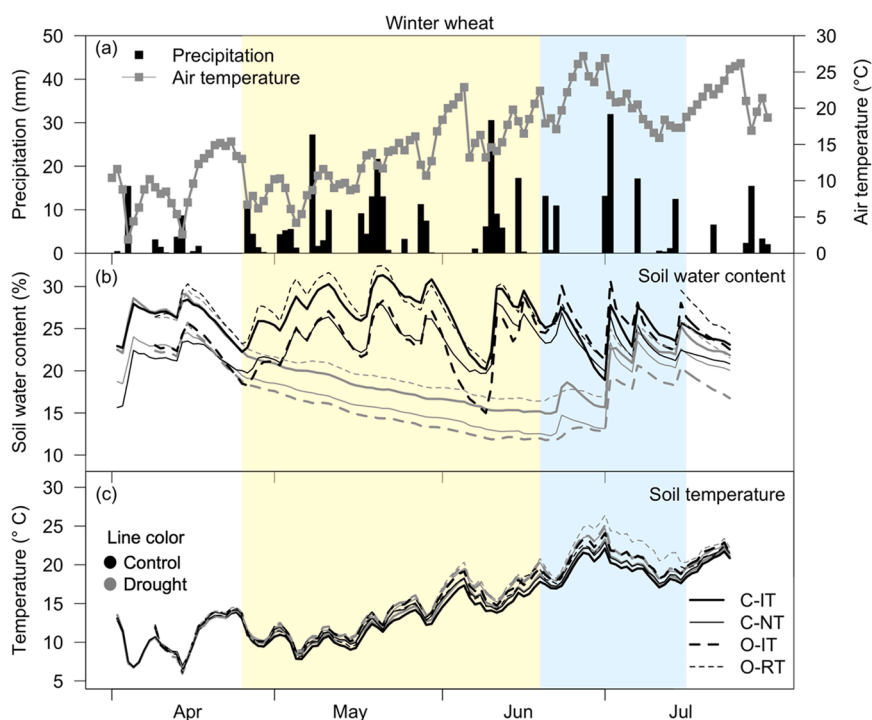 Winter wheat
(a)
Precipitation
Air temperature
Precipitation (mm)
50
40
30
20
10
0
Air temperature (°C)
30
25
20
15
10
5
0
(b)
Soil water content
Soil water content (%)
30
25
20
15
10
(c)
Soil temperature
Temperature (° C)
30
25
20
15
10
5
Line color
Control
Drought
C-IT
C-NT
O-IT
O-RT
Apr
May
Jun
Jul